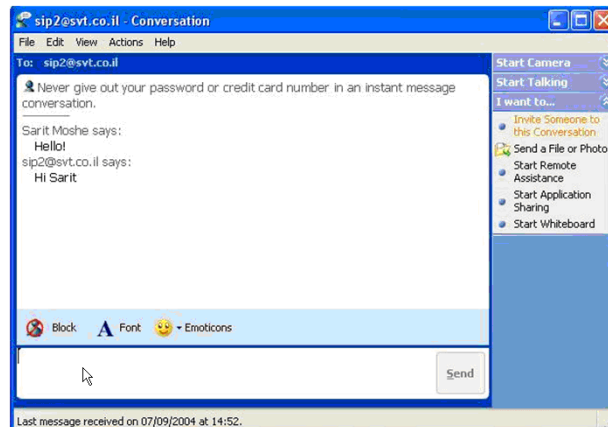 sip2@svt.co.il - Conversation
File Edit View Actions Help
To: sip2@svt.co.il
Never give out your password or credit card number in an instant message
conversation.
Sarit Moshe says:
Hello!
sip2@svt.co.il says:
Hi Sarit
Block Font Emoticons
Send
Last message received on 07/09/2004 at 14:52.
Start Camera
Start Talking
I want to...
Invite Someone to
this Conversation
Send a File or Photo
Start Remote
Assistance
Start Application
Sharing
Start Whiteboard